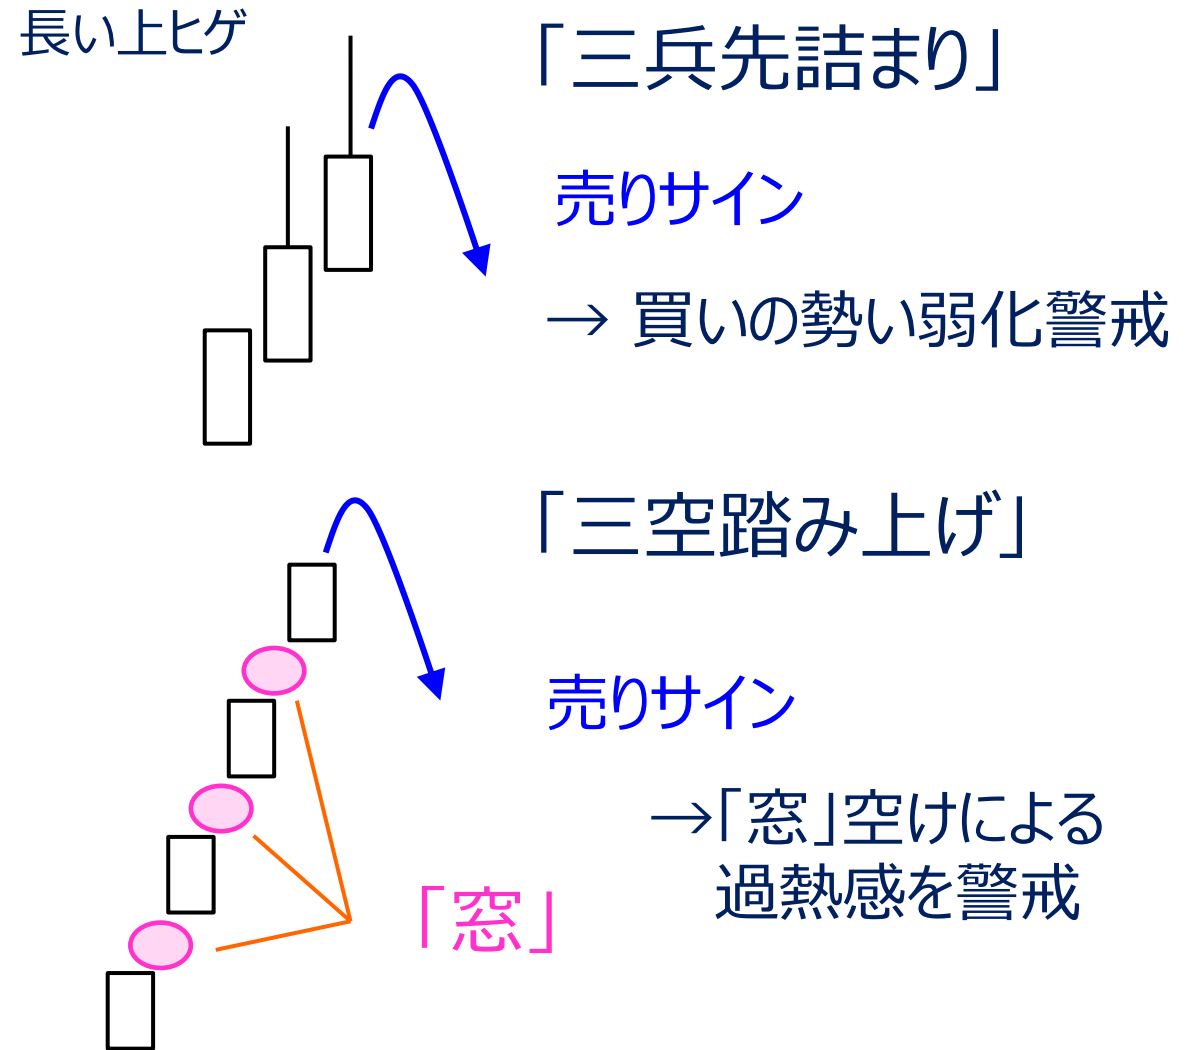 長い上ヒゲ
「三兵先詰まり」
売りサイン
→ 買いの勢い弱化警戒
「三空踏み上げ」
売りサイン
→「窓」空けによる
過熱感を警戒
「窓」